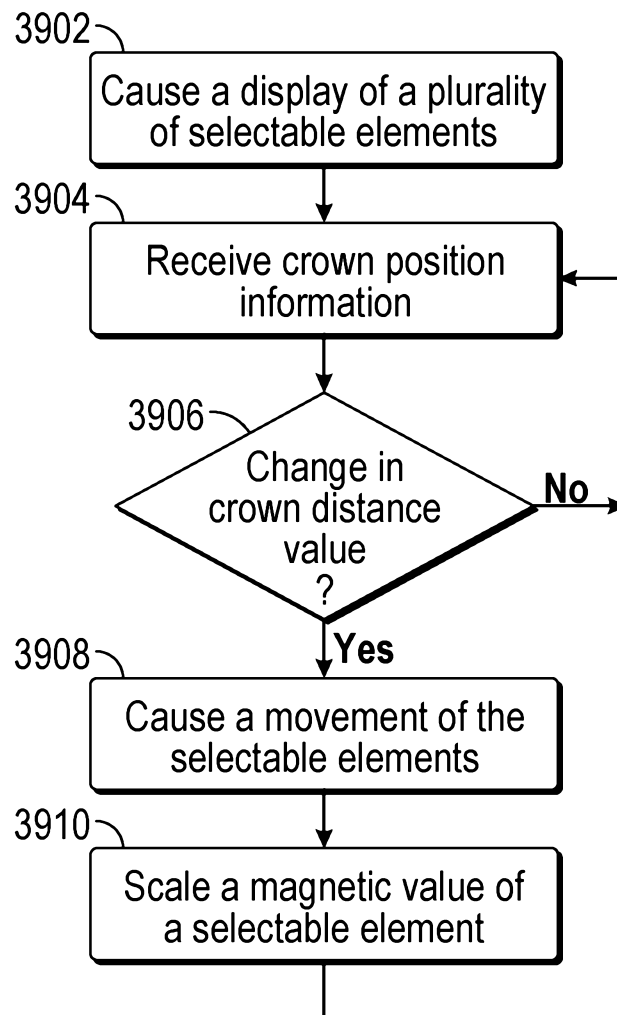 3902
Cause a display of a plurality
of selectable elements
3904
Receive crown position
information
3906
Change in
crown distance
value
?
No
Yes
3908
Cause a movement of the
selectable elements
3910
Scale a magnetic value of
a selectable element